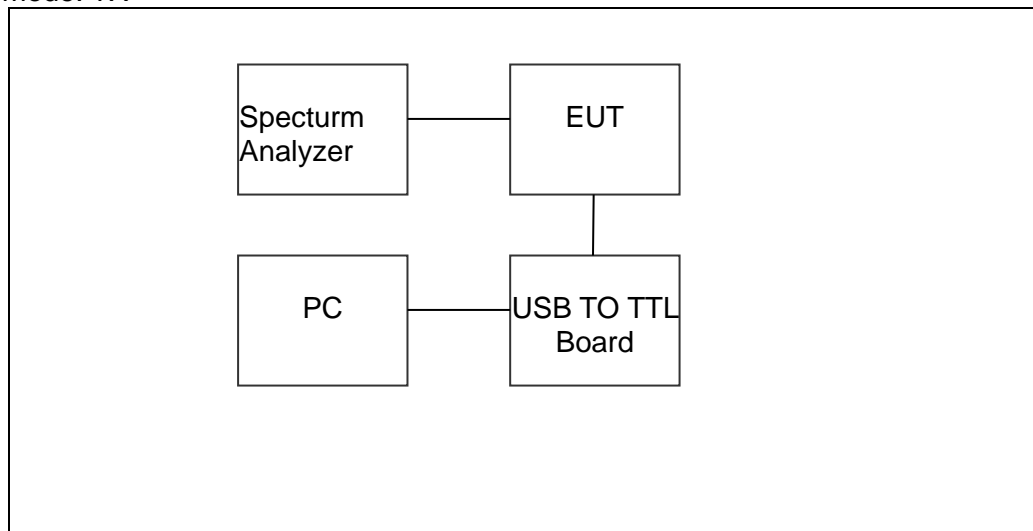 Specturm
Analyzer
EUT
PC
USB TO TTL
Board